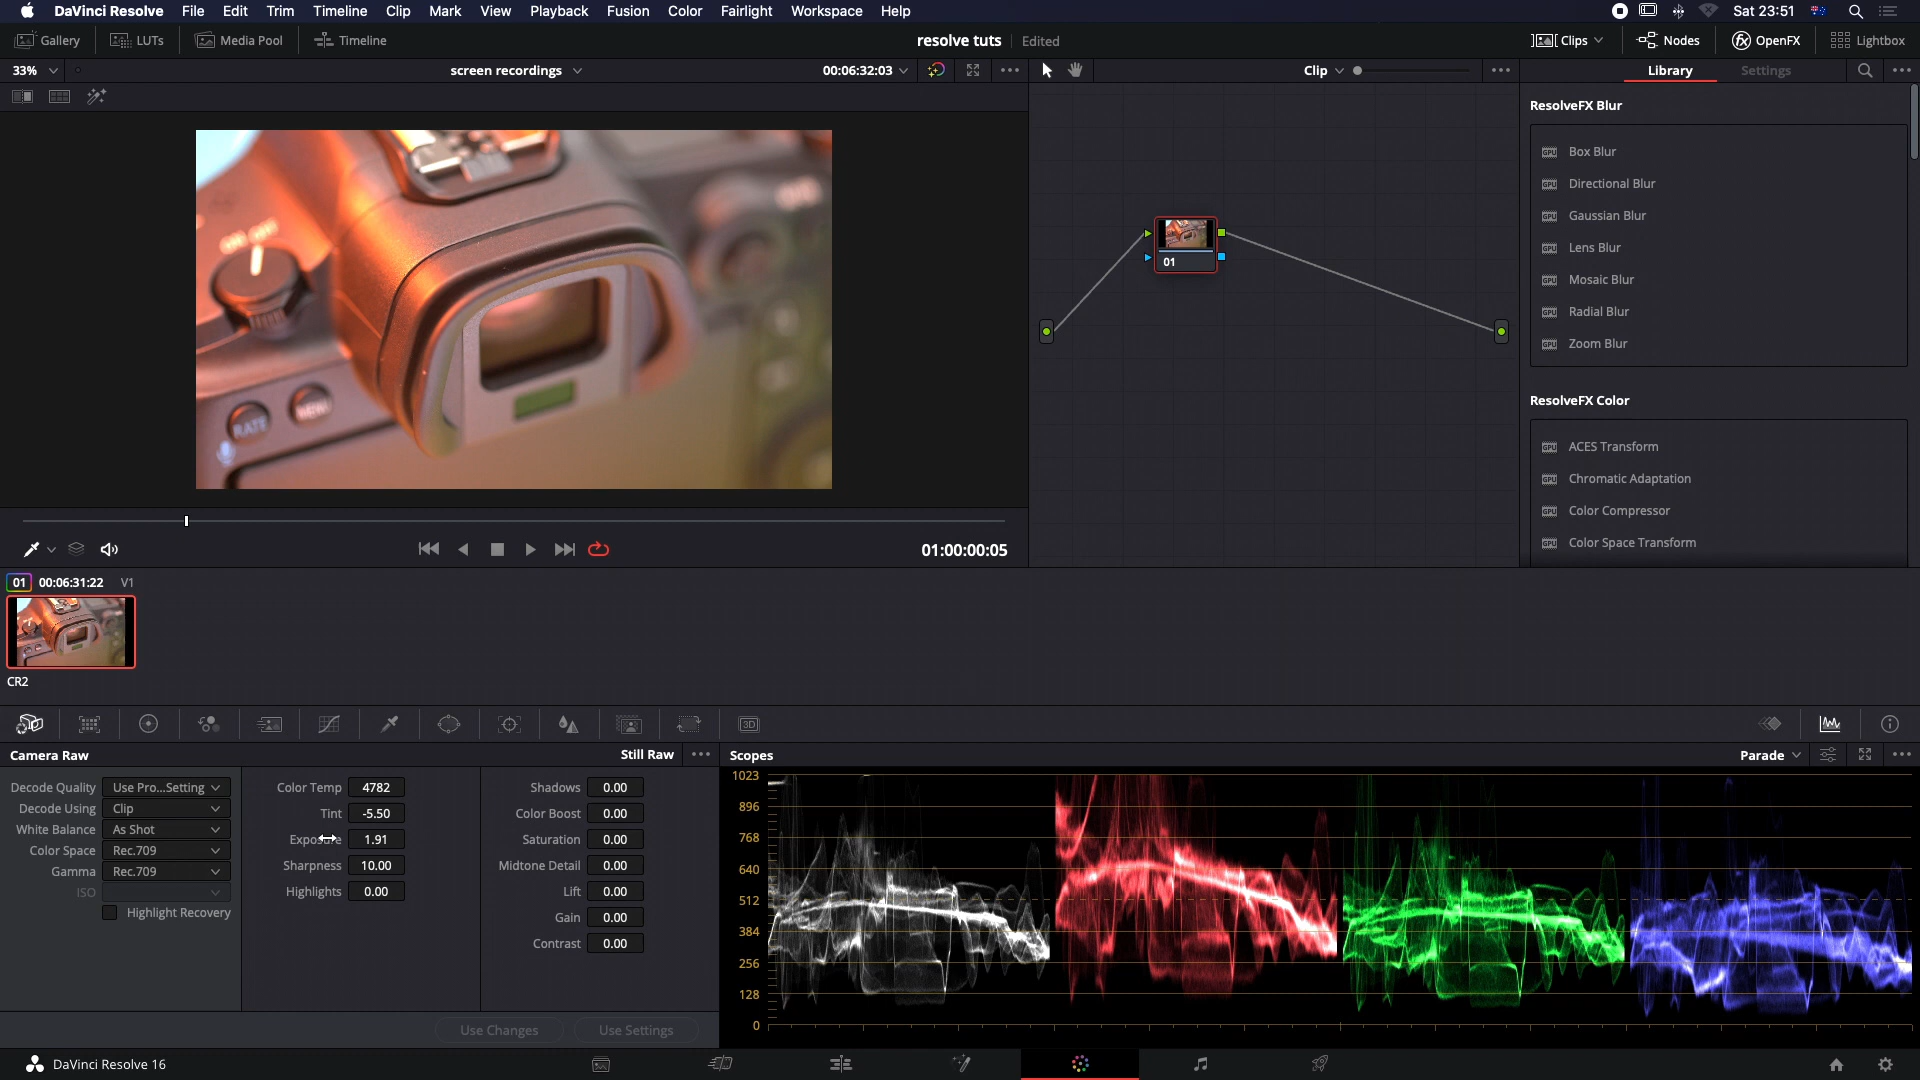 DaVinci Resolve File Edit Trim Timeline Clip Mark View Playback Fusion Color Fairlight Workspace Help Sat 23:51
Gallery LUTs Media Pool Timeline resolve tuts Edited Clips Nodes OpenFX Lightbox
33% screen recordings 00:06:32:03 Clip Library Settings
ResolveFX Blur
Box Blur
Directional Blur
Gaussian Blur
Lens Blur
Mosaic Blur
Radial Blur
Zoom Blur
ResolveFX Color
ACES Transform
Chromatic Adaptation
Color Compressor
Color Space Transform
RATE
MENU
01
01:00:00:05
01 00:06:31:22 V1
CR2
3D
Camera Raw Still Raw Scopes Parade
Decode Quality Use Pro...Setting
Decode Using Clip
White Balance As Shot
Color Space Rec.709
Gamma Rec.709
ISO
Highlight Recovery
Color Temp 4782
Tint -5.50
Exposure 1.91
Sharpness 10.00
Highlights 0.00
Shadows 0.00
Color Boost 0.00
Saturation 0.00
Midtone Detail 0.00
Lift 0.00
Gain 0.00
Contrast 0.00
1023
896
768
640
512
384
256
128
0
Use Changes Use Settings
DaVinci Resolve 16